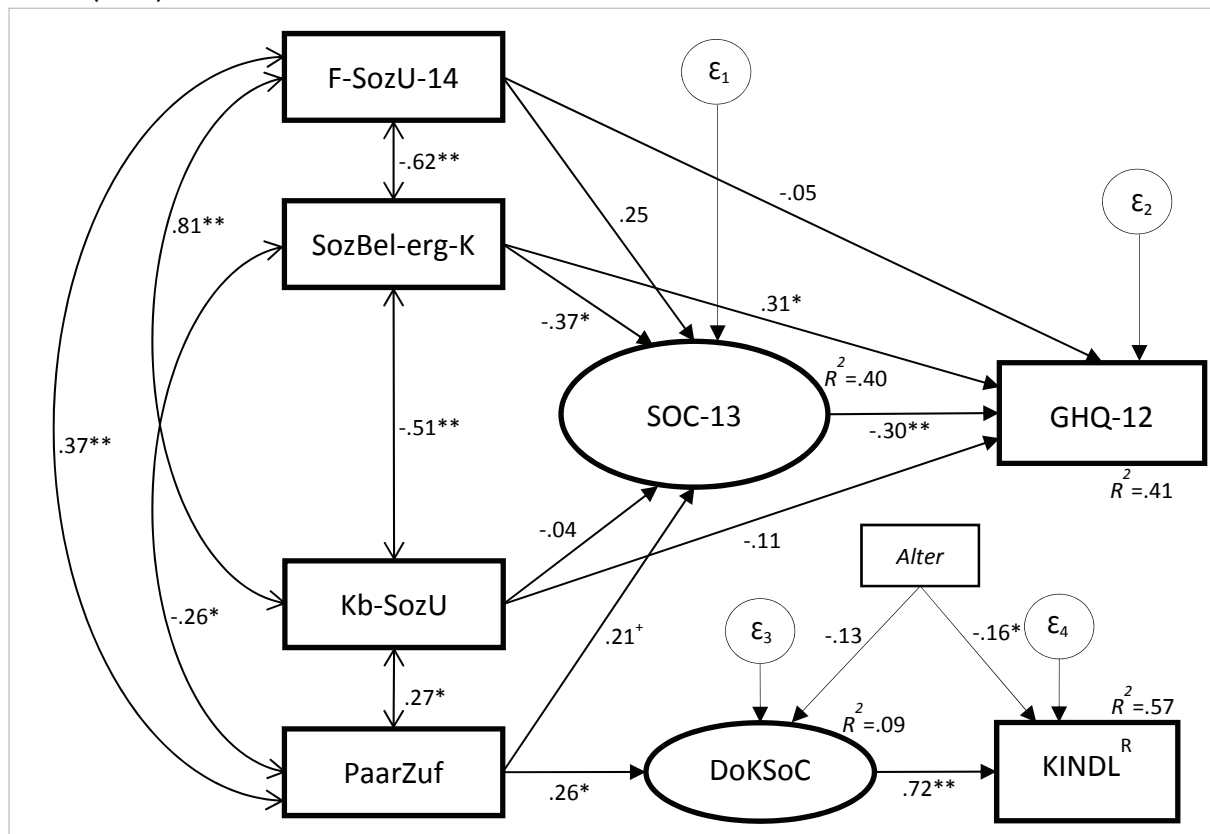 F-SozU-14
ε1
-.62**
-.05
.81**
.25
ε2
SozBel-erg-K
.31*
-.37*
R2=.40
SOC-13
GHQ-12
.37**
-.51**
-.30**
R2=.41
-.04
-.11
Alter
Kb-SozU
-.26*
.21+
ε3
-.13
-.16*
ε4
.27*
R2=.57
R2=.09
PaarZuf
DoKSoC
KINDLR
.26*
.72**